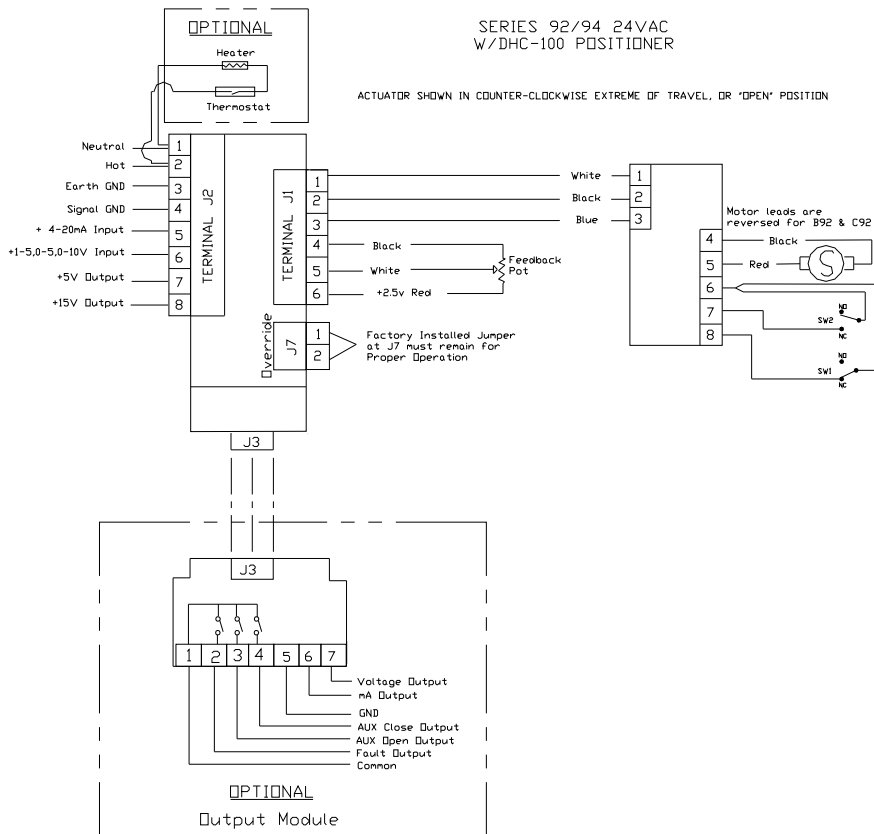 OPTIONAL
Heater
Thermostat
SERIES 92/94 24VAC
W/DHC-100 POSITIONER
ACTUATOR SHOWN IN COUNTER-CLOCKWISE EXTREME OF TRAVEL, OR "OPEN" POSITION
Neutral
Hot
Earth GND
Signal GND
+ 4-20mA Input
+1-5,0-5,0-10V Input
+5V Output
+15V Output
1
2
3
4
5
6
7
8
TERMINAL J2
TERMINAL J1
1
2
3
4
5
6
Black
White
+2.5v Red
Feedback
Pot
White
Black
Blue
1
2
3
4
5
6
7
8
Motor leads are
reversed for B92 & C92
Black
Red
S
NO
SW2
NC
NO
SW1
NC
Override
J7
1
2
Factory Installed Jumper
at J7 must remain for
Proper Operation
J3
J3
1
2
3
4
5
6
7
Voltage Output
mA Output
GND
AUX Close Output
AUX Open Output
Fault Output
Common
OPTIONAL
Output Module